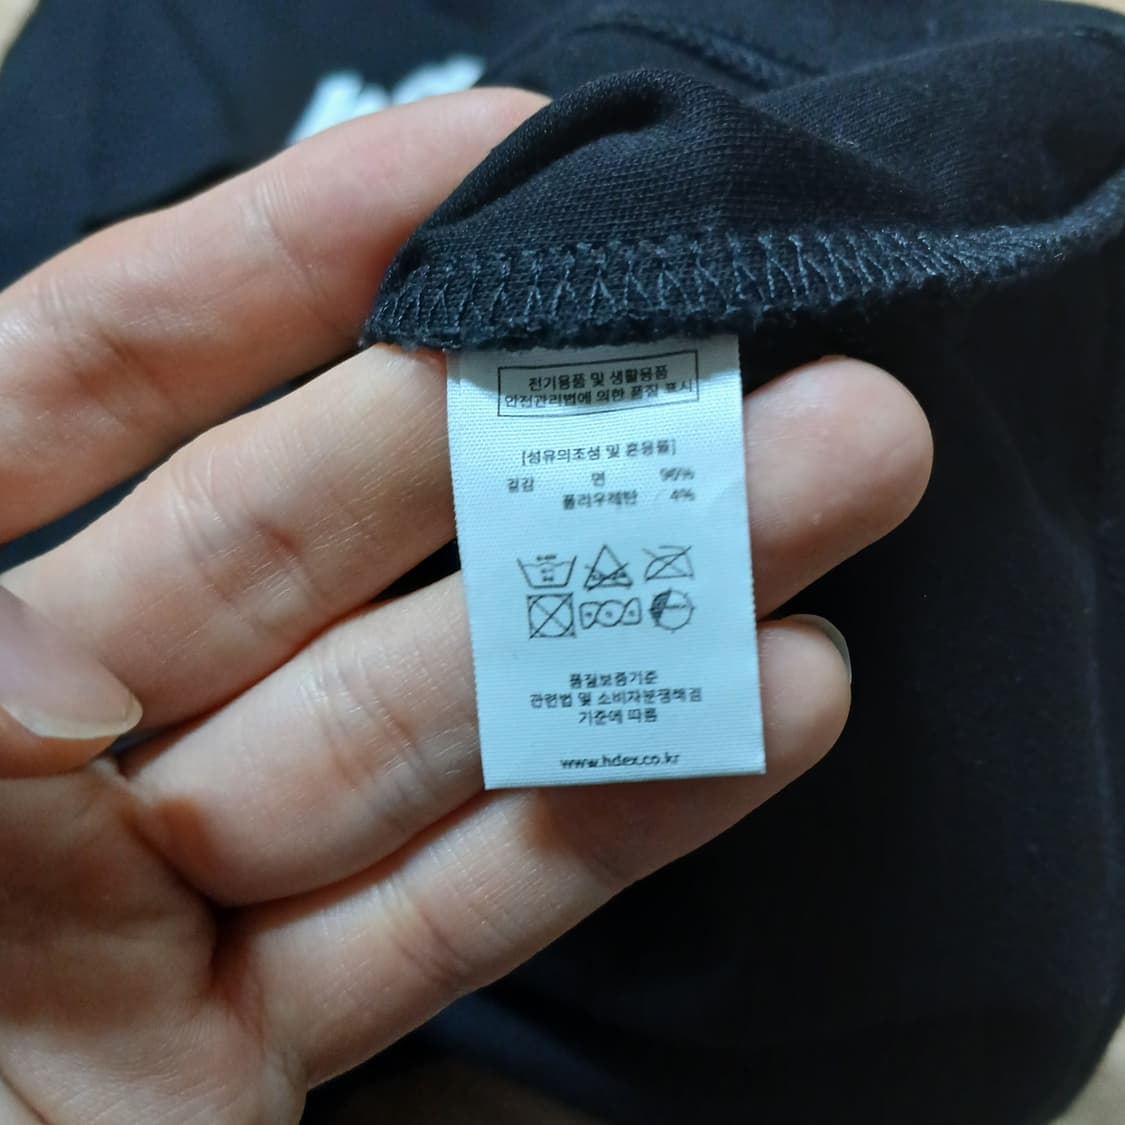 전기용품 및 생활용품
안전관리법에 의한 품질 표시
[섬유의조성 및 혼용률]
겉감 면 96%
폴리우레탄 4%
품질보증기준
관련법 및 소비자분쟁해결
기준에 따름
www.hdex.co.kr